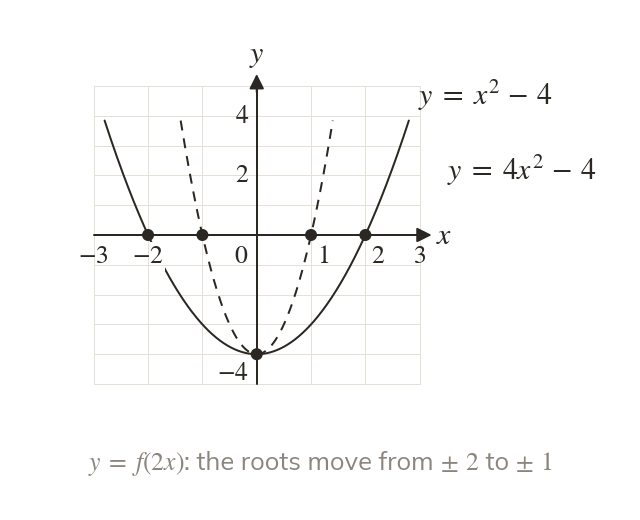 y
y = x² − 4
4
y = 4x² − 4
2
x
−3 −2 0 1 2 3
−4
y = f(2x): the roots move from ± 2 to ± 1